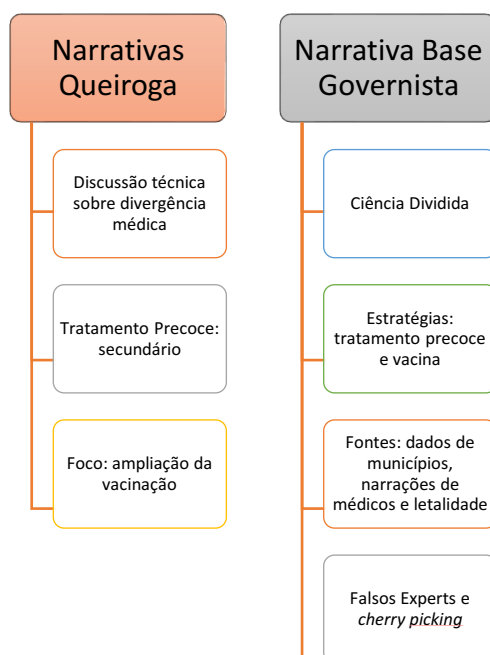 Narrativas
Queiroga
Discussão técnica
sobre divergência
médica
Tratamento Precoce:
secundário
Foco: ampliação da
vacinação
Narrativa Base
Governista
Ciência Dividida
Estratégias:
tratamento precoce
e vacina
Fontes: dados de
municípios,
narrações de
médicos e letalidade
Falsos Experts e
cherry picking